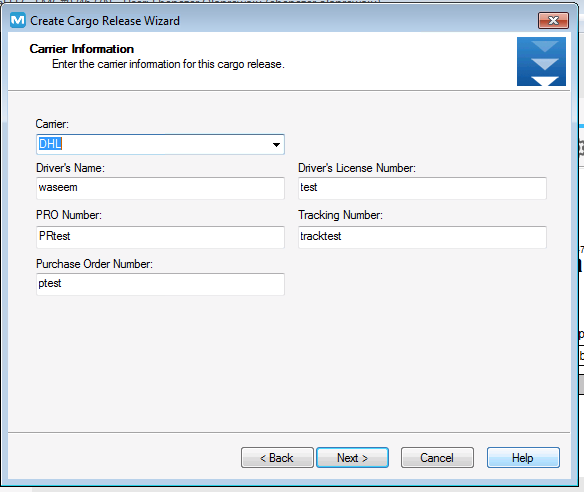 Create Cargo Release Wizard
Carrier Information
Enter the carrier information for this cargo release.
Carrier:
DHL
Driver's Name: Driver's License Number:
waseem test
PRO Number: Tracking Number:
PRtest tracktest
Purchase Order Number:
ptest
< Back Next > Cancel Help